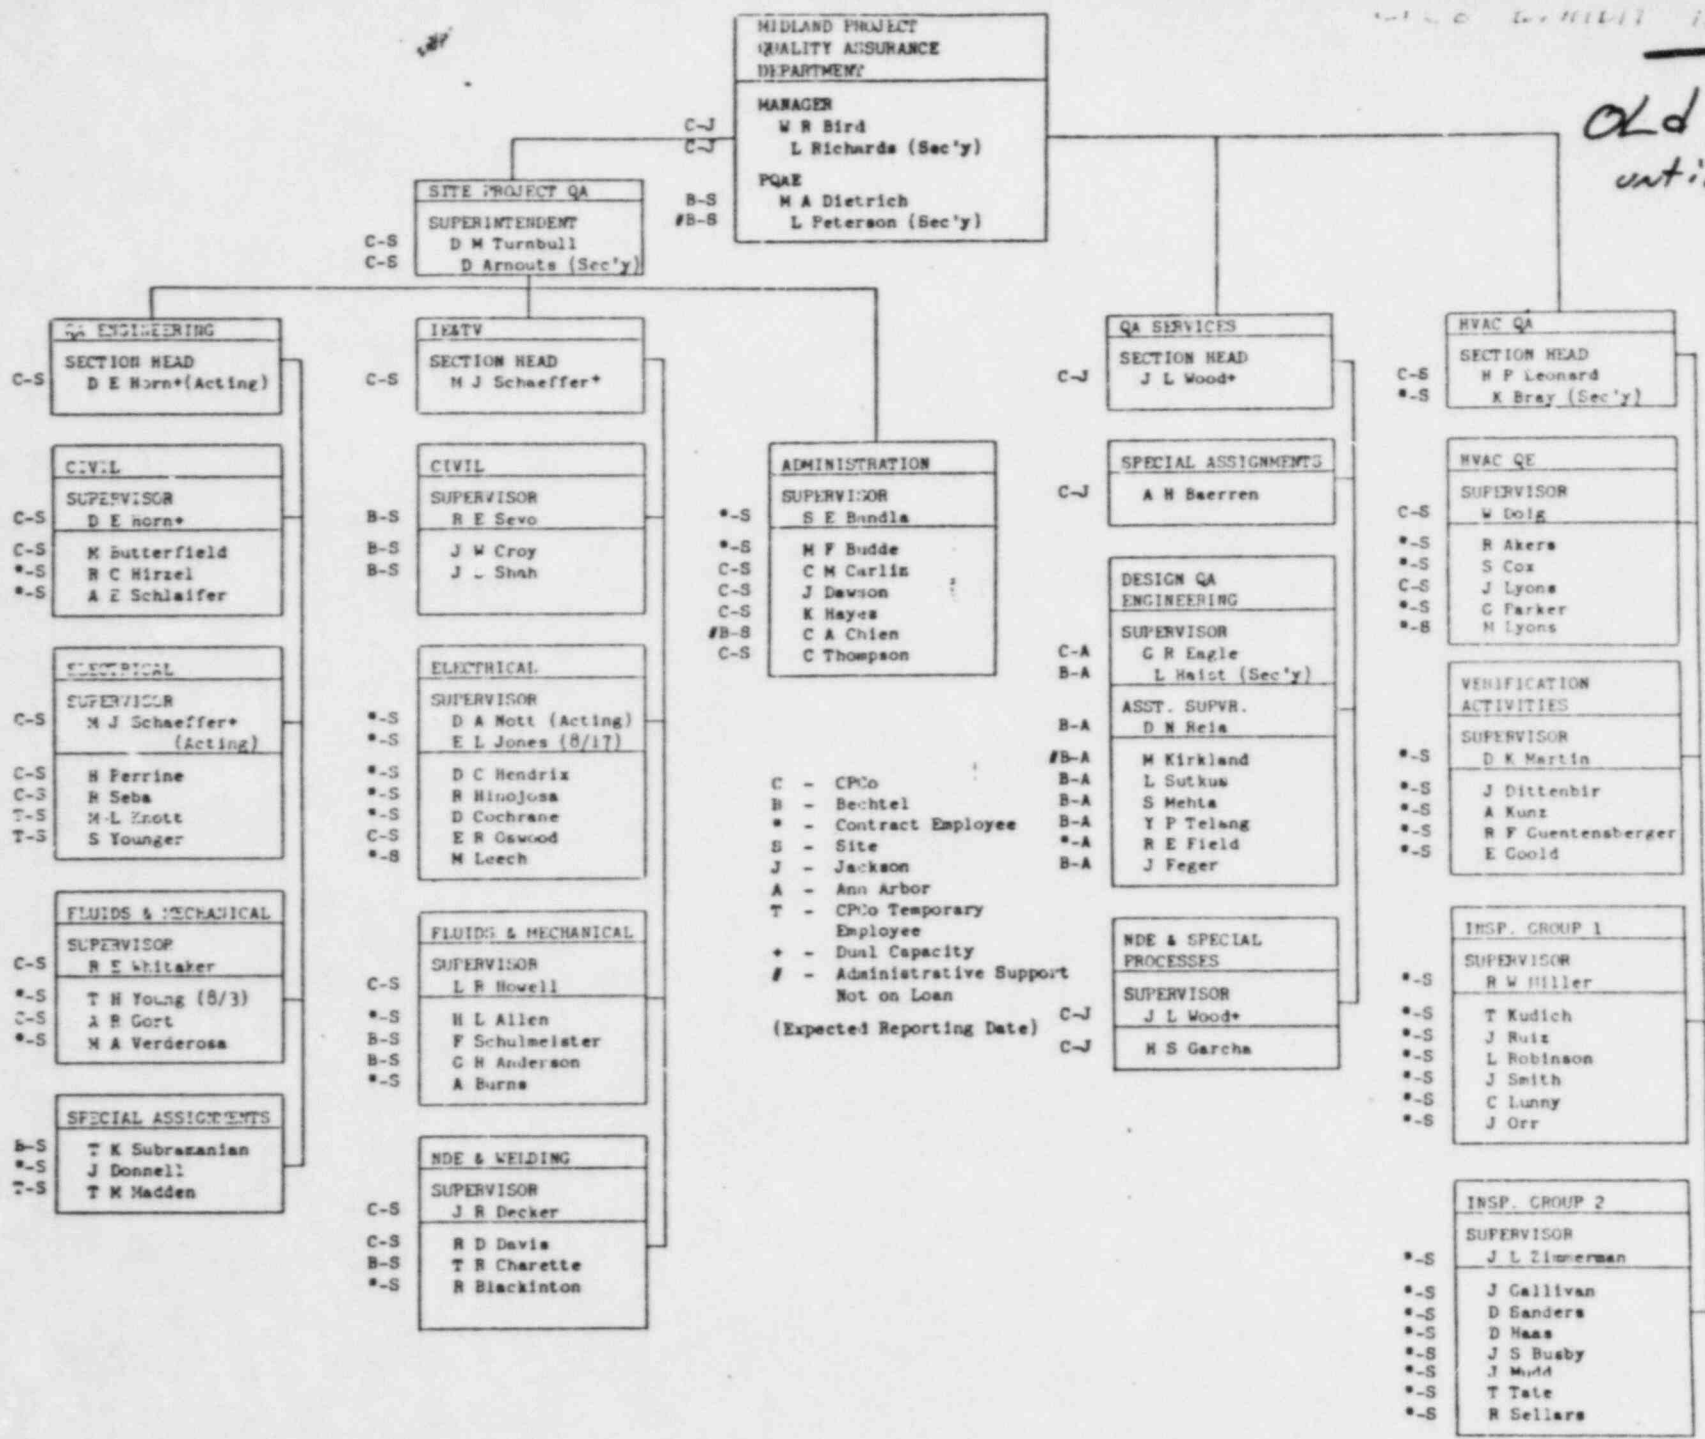 OLd
MIDLAND PROJECT
QUALITY ASSURANCE
DEPARTMENT
MANAGER
C-J W R Bird
C-J L Richards (Sec'y)
PQAE
B-S M A Dietrich
#B-S L Peterson (Sec'y)
SITE PROJECT QA
SUPERINTENDENT
C-S D M Turnbull
C-S D Arnouts (Sec'y)
QA ENGINEERING
SECTION HEAD
C-S D E Horn+(Acting)
CIVIL
SUPERVISOR
C-S D E Horn+
C-S K Butterfield
*-S R C Hirzel
*-S A E Schlaifer
ELECTRICAL
SUPERVISOR
C-S M J Schaeffer+
(Acting)
C-S H Perrine
C-S R Seba
T-S M-L Knott
T-S S Younger
FLUIDS & MECHANICAL
SUPERVISOR
C-S R E Whitaker
*-S T H Young (8/3)
C-S A R Gort
*-S M A Verderosa
SPECIAL ASSIGNMENTS
B-S T K Subramanian
*-S J Donnell
T-S T M Madden
IE&TV
SECTION HEAD
C-S M J Schaeffer+
CIVIL
SUPERVISOR
B-S R E Sevo
B-S J W Croy
B-S J Shah
ELECTRICAL
SUPERVISOR
*-S D A Nott (Acting)
*-S E L Jones (8/17)
*-S D C Hendrix
*-S R Hinojosa
*-S D Cochrane
C-S E R Oswood
*-S M Leech
FLUIDS & MECHANICAL
SUPERVISOR
C-S L R Howell
*-S H L Allen
B-S F Schulmeister
B-S G H Anderson
*-S A Burns
NDE & WELDING
SUPERVISOR
C-S J R Decker
C-S R D Davis
B-S T R Charette
*-S R Blackinton
ADMINISTRATION
SUPERVISOR
*-S S E Bundla
*-S M F Budde
C-S C M Carlin
C-S J Dawson
C-S K Hayes
#B-S C A Chien
C-S C Thompson
C - CPCo
B - Bechtel
* - Contract Employee
S - Site
J - Jackson
A - Ann Arbor
T - CPCo Temporary
Employee
+ - Dual Capacity
# - Administrative Support
Not on Loan
(Expected Reporting Date)
QA SERVICES
SECTION HEAD
C-J J L Wood+
SPECIAL ASSIGNMENTS
C-J A H Baerren
DESIGN QA
ENGINEERING
SUPERVISOR
C-A G R Eagle
B-A L Haist (Sec'y)
ASST. SUPVR.
B-A D N Reia
#B-A M Kirkland
B-A L Sutkus
B-A S Mehta
B-A Y P Telang
*-A R E Field
B-A J Feger
NDE & SPECIAL
PROCESSES
SUPERVISOR
C-J J L Wood+
C-J H S Garcha
HVAC QA
SECTION HEAD
C-S H P Leonard
*-S K Bray (Sec'y)
HVAC QE
SUPERVISOR
C-S W Doig
*-S R Akers
*-S S Cox
C-S J Lyons
*-S G Parker
*-S M Lyons
VERIFICATION
ACTIVITIES
SUPERVISOR
*-S D K Martin
*-S J Dittenbir
*-S A Kunz
*-S R F Guentensberger
*-S E Goold
INSP. GROUP 1
SUPERVISOR
*-S R W Miller
*-S T Kudich
*-S J Ruiz
*-S L Robinson
*-S J Smith
*-S C Lunny
*-S J Orr
INSP. GROUP 2
SUPERVISOR
*-S J L Zimmerman
*-S J Gallivan
*-S D Sanders
*-S D Haas
*-S J S Busby
*-S J Mudd
*-S T Tate
*-S R Sellars